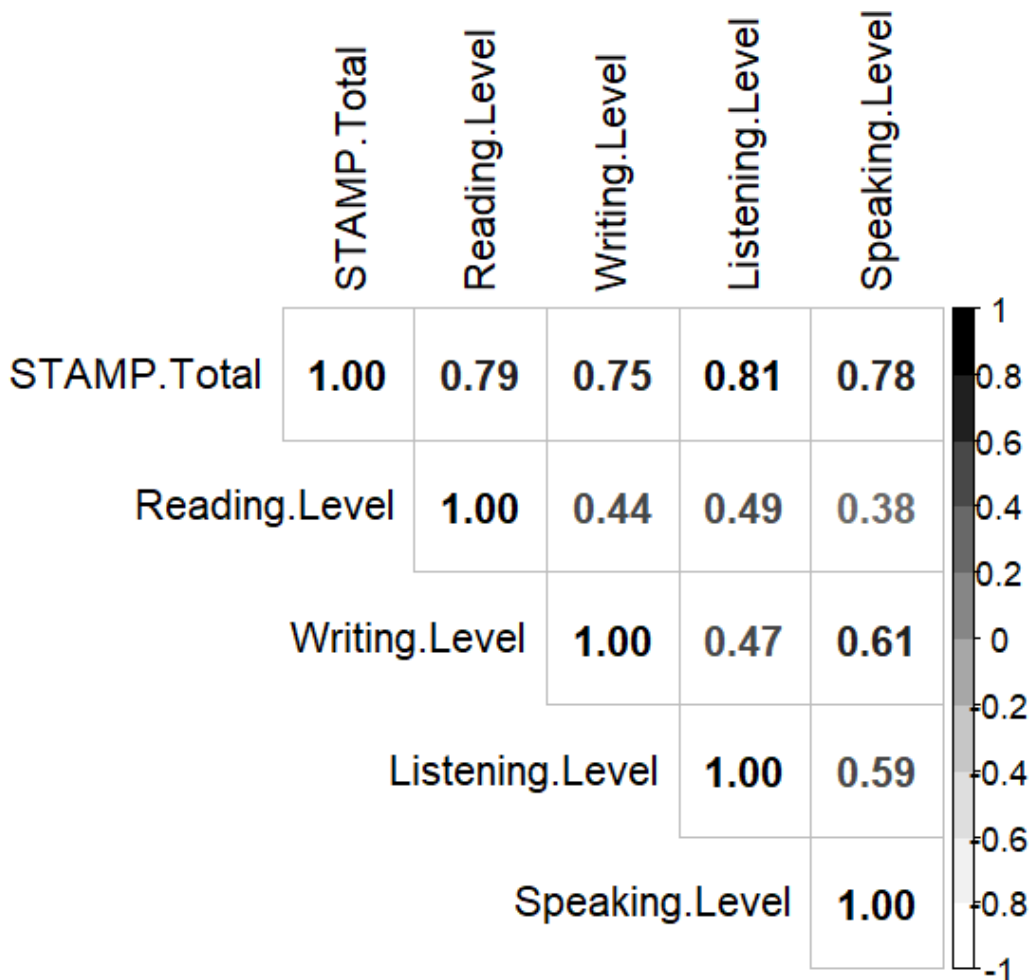 STAMP.Total
Reading.Level
Writing.Level
Listening.Level
Speaking.Level
STAMP.Total 1.00 0.79 0.75 0.81 0.78
Reading.Level 1.00 0.44 0.49 0.38
Writing.Level 1.00 0.47 0.61
Listening.Level 1.00 0.59
Speaking.Level 1.00
1
0.8
0.6
0.4
0.2
0
-0.2
-0.4
-0.6
-0.8
-1